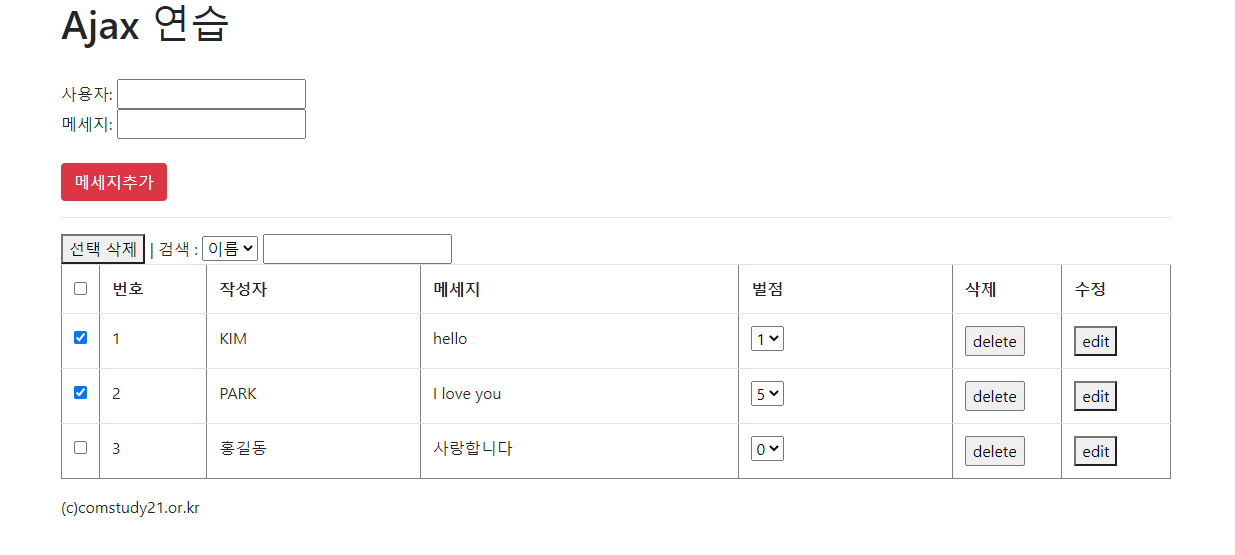 Ajax 연습
사용자:
메세지:
메세지추가
선택 삭제 | 검색 : 이름
번호 작성자 메세지 벌점 삭제 수정
1 KIM hello 1 delete edit
2 PARK I love you 5 delete edit
3 홍길동 사랑합니다 0 delete edit
(c)comstudy21.or.kr